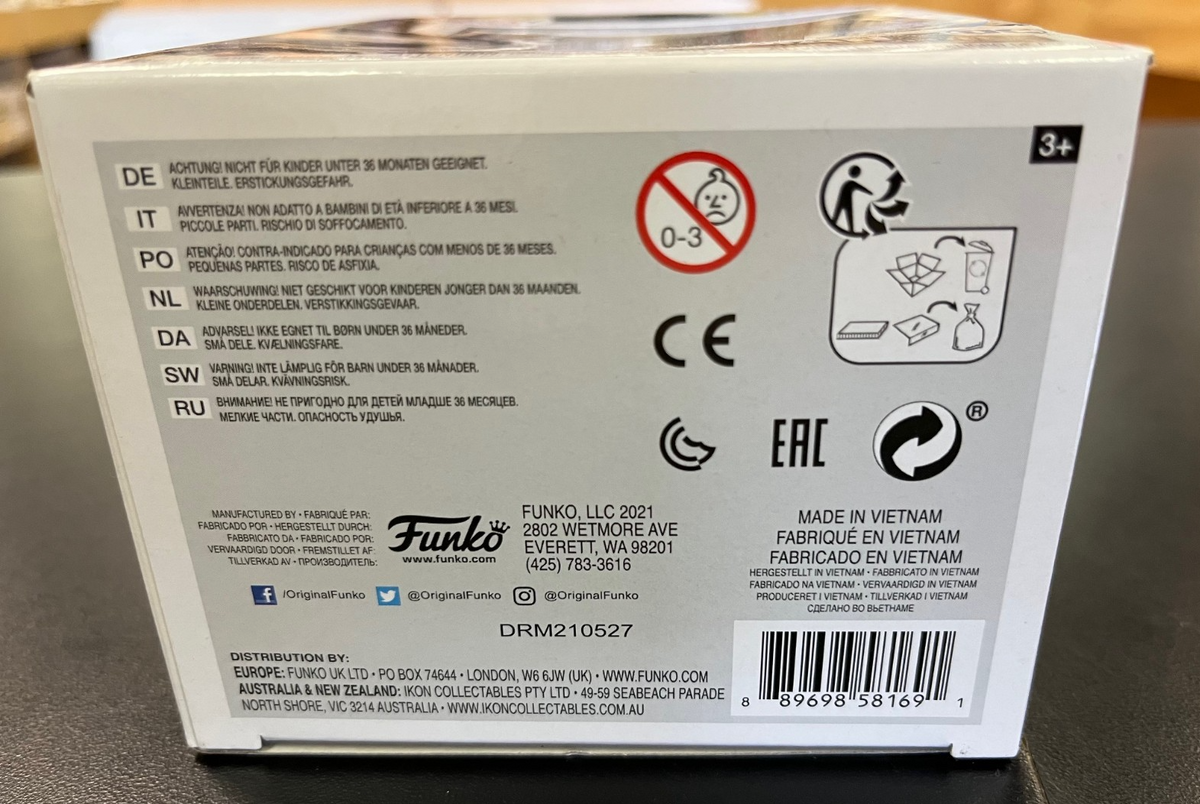 3+
DE ACHTUNG! NICHT FÜR KINDER UNTER 36 MONATEN GEEIGNET.
KLEINTEILE. ERSTICKUNGSGEFAHR.
IT AVVERTENZA! NON ADATTO A BAMBINI DI ETÀ INFERIORE A 36 MESI.
PICCOLE PARTI. RISCHIO DI SOFFOCAMENTO.
PO ATENÇÃO! CONTRA-INDICADO PARA CRIANÇAS COM MENOS DE 36 MESES.
PEQUENAS PARTES. RISCO DE ASFIXIA.
NL WAARSCHUWING! NIET GESCHIKT VOOR KINDEREN JONGER DAN 36 MAANDEN.
KLEINE ONDERDELEN. VERSTIKKINGSGEVAAR.
DA ADVARSEL! IKKE EGNET TIL BØRN UNDER 36 MÅNEDER.
SMÅ DELE. KVÆLNINGSFARE.
SW VARNING! INTE LÄMPLIG FÖR BARN UNDER 36 MÅNADER.
SMÅ DELAR. KVÄVNINGSRISK.
RU ВНИМАНИЕ! НЕ ПРИГОДНО ДЛЯ ДЕТЕЙ МЛАДШЕ 36 МЕСЯЦЕВ.
МЕЛКИЕ ЧАСТИ. ОПАСНОСТЬ УДУШЬЯ.
0-3
CE
EAC
®
MANUFACTURED BY • FABRIQUÉ PAR:
FABRICADO POR • HERGESTELLT DURCH:
FABBRICATO DA • FABRICADO POR:
VERVAARDIGD DOOR • FREMSTILLET AF:
TILLVERKAD AV • ПРОИЗВОДИТЕЛЬ:
Funko
www.funko.com
FUNKO, LLC 2021
2802 WETMORE AVE
EVERETT, WA 98201
(425) 783-3616
/OriginalFunko @OriginalFunko @OriginalFunko
DRM210527
MADE IN VIETNAM
FABRIQUÉ EN VIETNAM
FABRICADO EN VIETNAM
HERGESTELLT IN VIETNAM • FABBRICATO IN VIETNAM
FABRICADO NA VIETNAM • VERVAARDIGD IN VIETNAM
PRODUCERET I VIETNAM • TILLVERKAD I VIETNAM
СДЕЛАНО ВО ВЬЕТНАМЕ
DISTRIBUTION BY:
EUROPE: FUNKO UK LTD • PO BOX 74644 • LONDON, W6 6JW (UK) • WWW.FUNKO.COM
AUSTRALIA & NEW ZEALAND: IKON COLLECTABLES PTY LTD • 49-59 SEABEACH PARADE
NORTH SHORE, VIC 3214 AUSTRALIA • WWW.IKONCOLLECTABLES.COM.AU
8 89698 58169 1